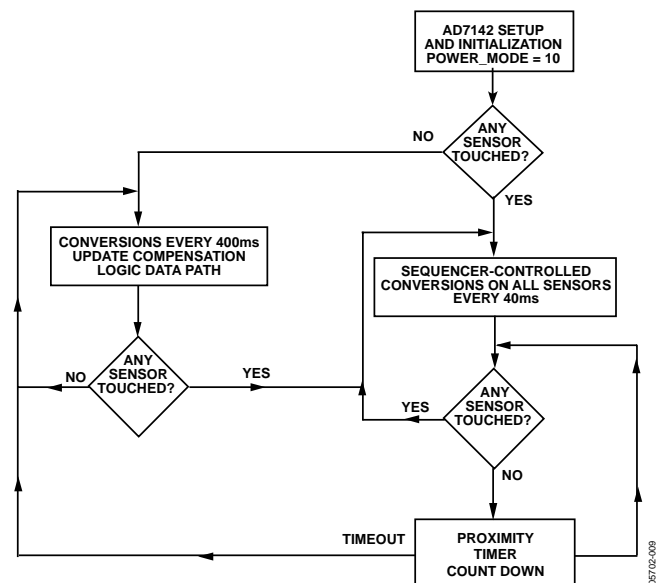 AD7142 SETUP
AND INITIALIZATION
POWER_MODE = 10
NO
ANY
SENSOR
TOUCHED?
YES
CONVERSIONS EVERY 400ms
UPDATE COMPENSATION
LOGIC DATA PATH
SEQUENCER-CONTROLLED
CONVERSIONS ON ALL SENSORS
EVERY 40ms
NO
ANY
SENSOR
TOUCHED?
YES
YES
ANY
SENSOR
TOUCHED?
NO
TIMEOUT
PROXIMITY
TIMER
COUNT DOWN
05702-009